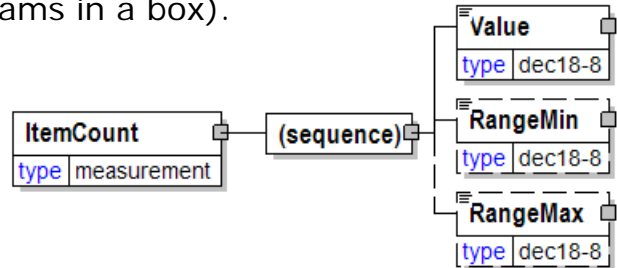 ams in a box).
Value
type dec18-8
ItemCount
type measurement
(sequence)
RangeMin
type dec18-8
RangeMax
type dec18-8